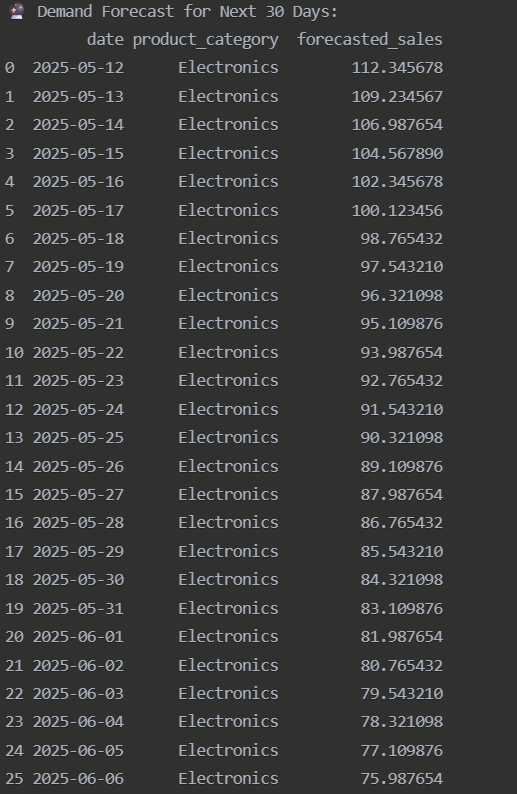 🔮 Demand Forecast for Next 30 Days:
date product_category forecasted_sales
0 2025-05-12 Electronics 112.345678
1 2025-05-13 Electronics 109.234567
2 2025-05-14 Electronics 106.987654
3 2025-05-15 Electronics 104.567890
4 2025-05-16 Electronics 102.345678
5 2025-05-17 Electronics 100.123456
6 2025-05-18 Electronics 98.765432
7 2025-05-19 Electronics 97.543210
8 2025-05-20 Electronics 96.321098
9 2025-05-21 Electronics 95.109876
10 2025-05-22 Electronics 93.987654
11 2025-05-23 Electronics 92.765432
12 2025-05-24 Electronics 91.543210
13 2025-05-25 Electronics 90.321098
14 2025-05-26 Electronics 89.109876
15 2025-05-27 Electronics 87.987654
16 2025-05-28 Electronics 86.765432
17 2025-05-29 Electronics 85.543210
18 2025-05-30 Electronics 84.321098
19 2025-05-31 Electronics 83.109876
20 2025-06-01 Electronics 81.987654
21 2025-06-02 Electronics 80.765432
22 2025-06-03 Electronics 79.543210
23 2025-06-04 Electronics 78.321098
24 2025-06-05 Electronics 77.109876
25 2025-06-06 Electronics 75.987654